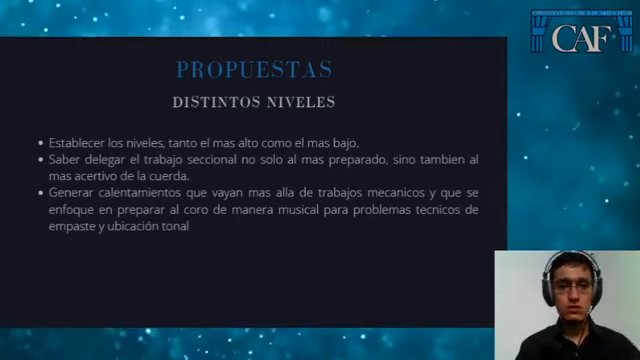 CAF
PROPUESTAS
DISTINTOS NIVELES
Establecer los niveles, tanto el mas alto como el mas bajo.
Saber delegar el trabajo seccional no solo al mas preparado, sino tambien al
mas acertivo de la cuerda.
Generar calentamientos que vayan mas alla de trabajos mecanicos y que se
enfoque en preparar al coro de manera musical para problemas tecnicos de
empaste y ubicación tonal